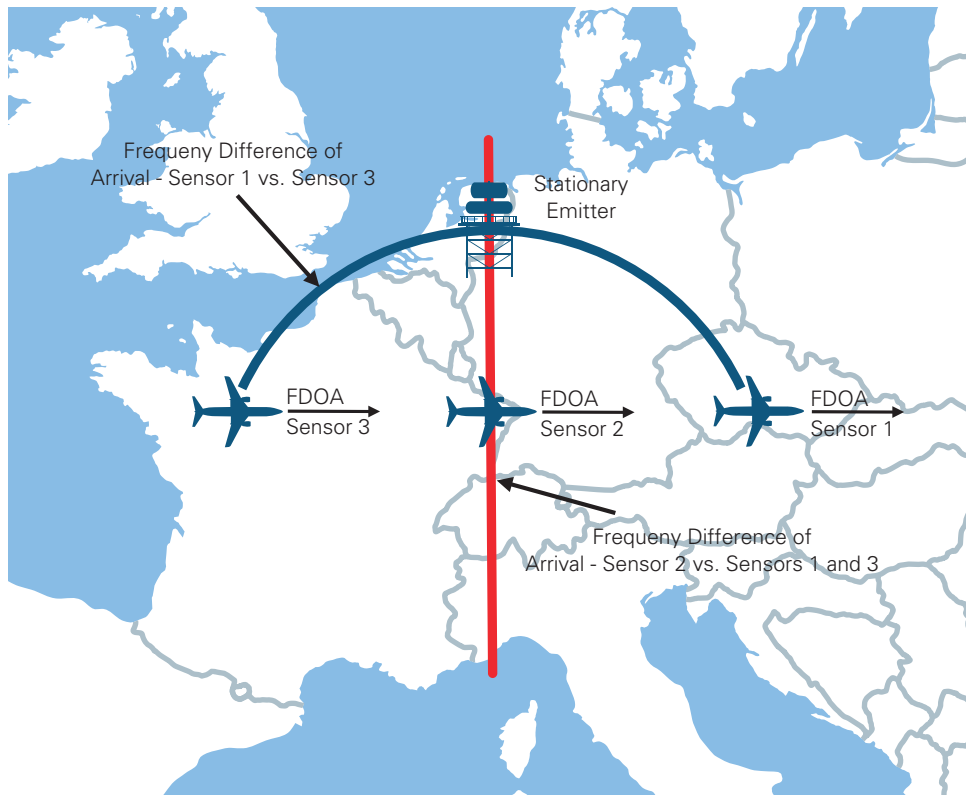 Frequeny Difference of
Arrival - Sensor 1 vs. Sensor 3
Stationary
Emitter
FDOA
Sensor 3
FDOA
Sensor 2
FDOA
Sensor 1
Frequeny Difference of
Arrival - Sensor 2 vs. Sensors 1 and 3